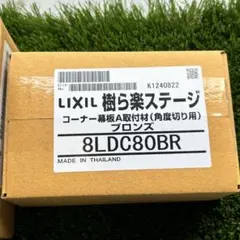 K1240822
LIXIL 樹ら楽ステージ
コーナー幕板A取付材(角度切り用)
ブロンズ
8LDC80BR
MADE IN THAILAND